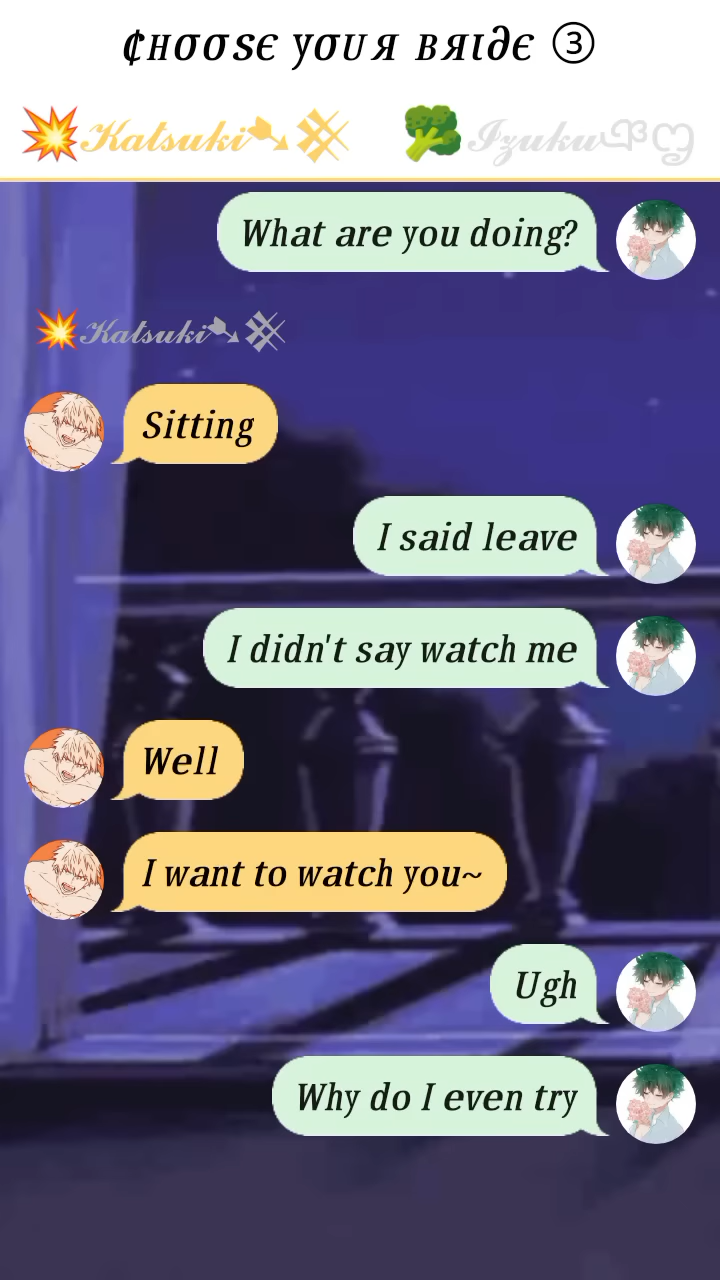 ₵нσσѕє уσυя вяι∂є ③
💥𝓚𝓪𝓽𝓼𝓾𝓴𝓲➷𒈒 🥦𝓘𝔃𝓾𝓴𝓾
What are you doing?
💥𝓚𝓪𝓽𝓼𝓾𝓴𝓲➷𒈒
Sitting
I said leave
I didn't say watch me
Well
I want to watch you~
Ugh
Why do I even try